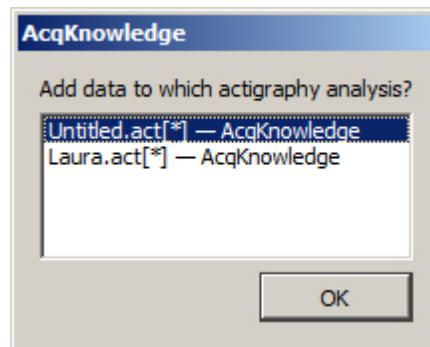 AcqKnowledge
Add data to which actigraphy analysis?
Untitled.act[*] — AcqKnowledge
Laura.act[*] — AcqKnowledge
OK